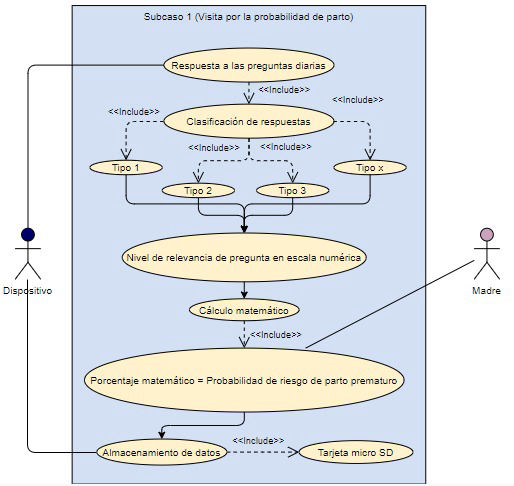 Subcaso 1 (Visita por la probabilidad de parto)
Respuesta a las preguntas diarias
<<Include>>
<<Include>>
Clasificación de respuestas
<<Include>>
<<Include>>
<<Include>>
Tipo 1
Tipo x
Tipo 2
Tipo 3
Nivel de relevancia de pregunta en escala numérica
Dispositivo
Madre
Cálculo matemático
<<Include>>
Porcentaje matemático = Probabilidad de riesgo de parto prematuro
<<Include>>
Almacenamiento de datos
Tarjeta micro SD